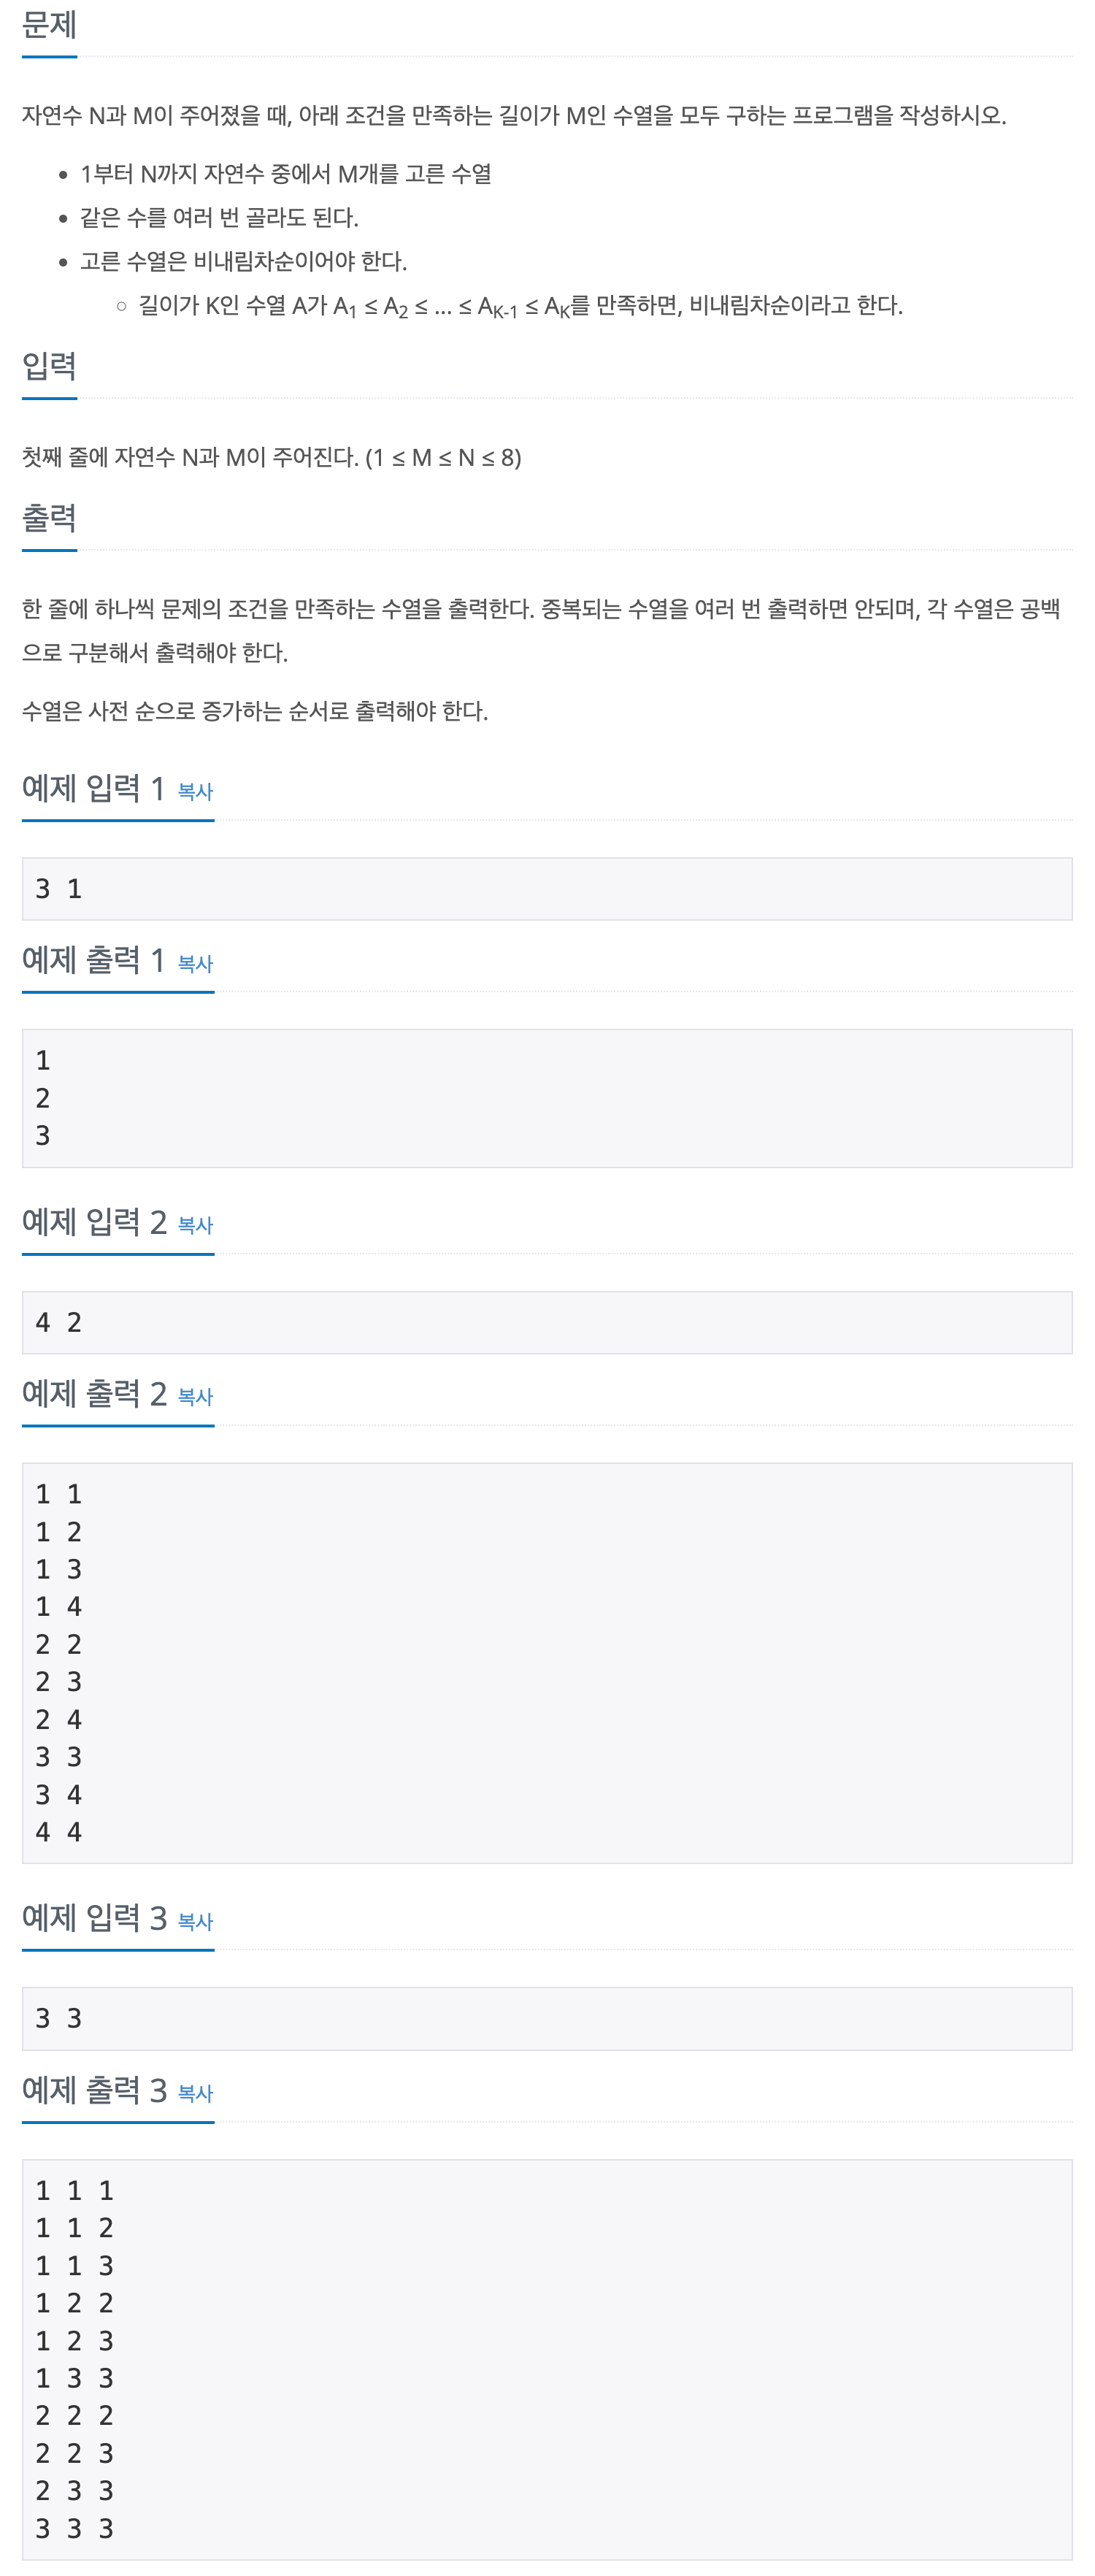 문제
자연수 N과 M이 주어졌을 때, 아래 조건을 만족하는 길이가 M인 수열을 모두 구하는 프로그램을 작성하시오.
1부터 N까지 자연수 중에서 M개를 고른 수열
같은 수를 여러 번 골라도 된다.
고른 수열은 비내림차순이어야 한다.
길이가 K인 수열 A가 A1 ≤ A2 ≤ ... ≤ AK-1 ≤ AK를 만족하면, 비내림차순이라고 한다.
입력
첫째 줄에 자연수 N과 M이 주어진다. (1 ≤ M ≤ N ≤ 8)
출력
한 줄에 하나씩 문제의 조건을 만족하는 수열을 출력한다. 중복되는 수열을 여러 번 출력하면 안되며, 각 수열은 공백
으로 구분해서 출력해야 한다.
수열은 사전 순으로 증가하는 순서로 출력해야 한다.
예제 입력 1 복사
3 1
예제 출력 1 복사
1
2
3
예제 입력 2 복사
4 2
예제 출력 2 복사
1 1
1 2
1 3
1 4
2 2
2 3
2 4
3 3
3 4
4 4
예제 입력 3 복사
3 3
예제 출력 3 복사
1 1 1
1 1 2
1 1 3
1 2 2
1 2 3
1 3 3
2 2 2
2 2 3
2 3 3
3 3 3